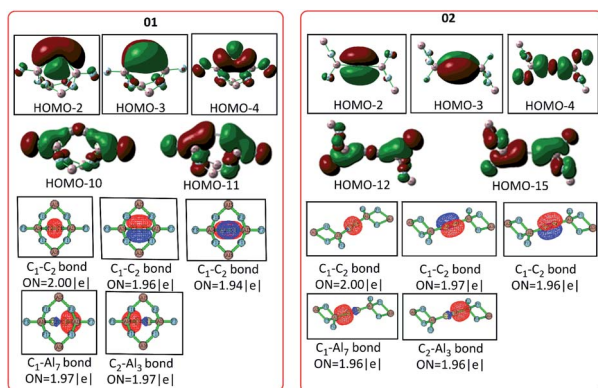 01
HOMO-2 HOMO-3 HOMO-4
HOMO-10 HOMO-11
C₁-C₂ bond C₁-C₂ bond C₁-C₂ bond
ON=2.00|e| ON=1.96|e| ON=1.94|e|
C₁-Al₇ bond C₂-Al₃ bond
ON=1.97|e| ON=1.97|e|
02
HOMO-2 HOMO-3 HOMO-4
HOMO-12 HOMO-15
C₁-C₂ bond C₁-C₂ bond C₁-C₂ bond
ON=2.00|e| ON=1.97|e| ON=1.96|e|
C₁-Al₇ bond C₂-Al₃ bond
ON=1.96|e| ON=1.96|e|